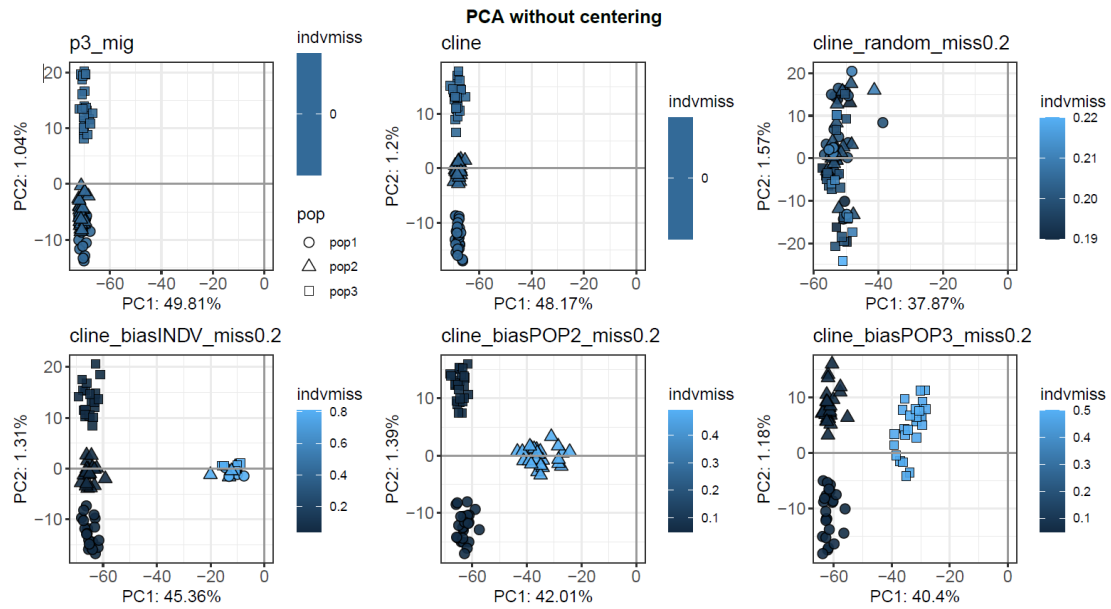 PCA without centering
p3_mig
20
10
0
−10
−60
−40
−20
0
PC2: 1.04%
PC1: 49.81%
indvmiss
0
pop
pop1
pop2
pop3
cline
20
10
0
−10
−60
−40
−20
0
PC2: 1.2%
PC1: 48.17%
indvmiss
0
cline_random_miss0.2
20
10
0
−10
−20
−60
−40
−20
0
PC2: 1.57%
PC1: 37.87%
indvmiss
0.22
0.21
0.20
0.19
cline_biasINDV_miss0.2
20
10
0
−10
−60
−40
−20
0
PC2: 1.31%
PC1: 45.36%
indvmiss
0.8
0.6
0.4
0.2
cline_biasPOP2_miss0.2
10
0
−10
−60
−40
−20
0
PC2: 1.39%
PC1: 42.01%
indvmiss
0.4
0.3
0.2
0.1
cline_biasPOP3_miss0.2
10
0
−10
−60
−40
−20
0
PC2: 1.18%
PC1: 40.4%
indvmiss
0.5
0.4
0.3
0.2
0.1